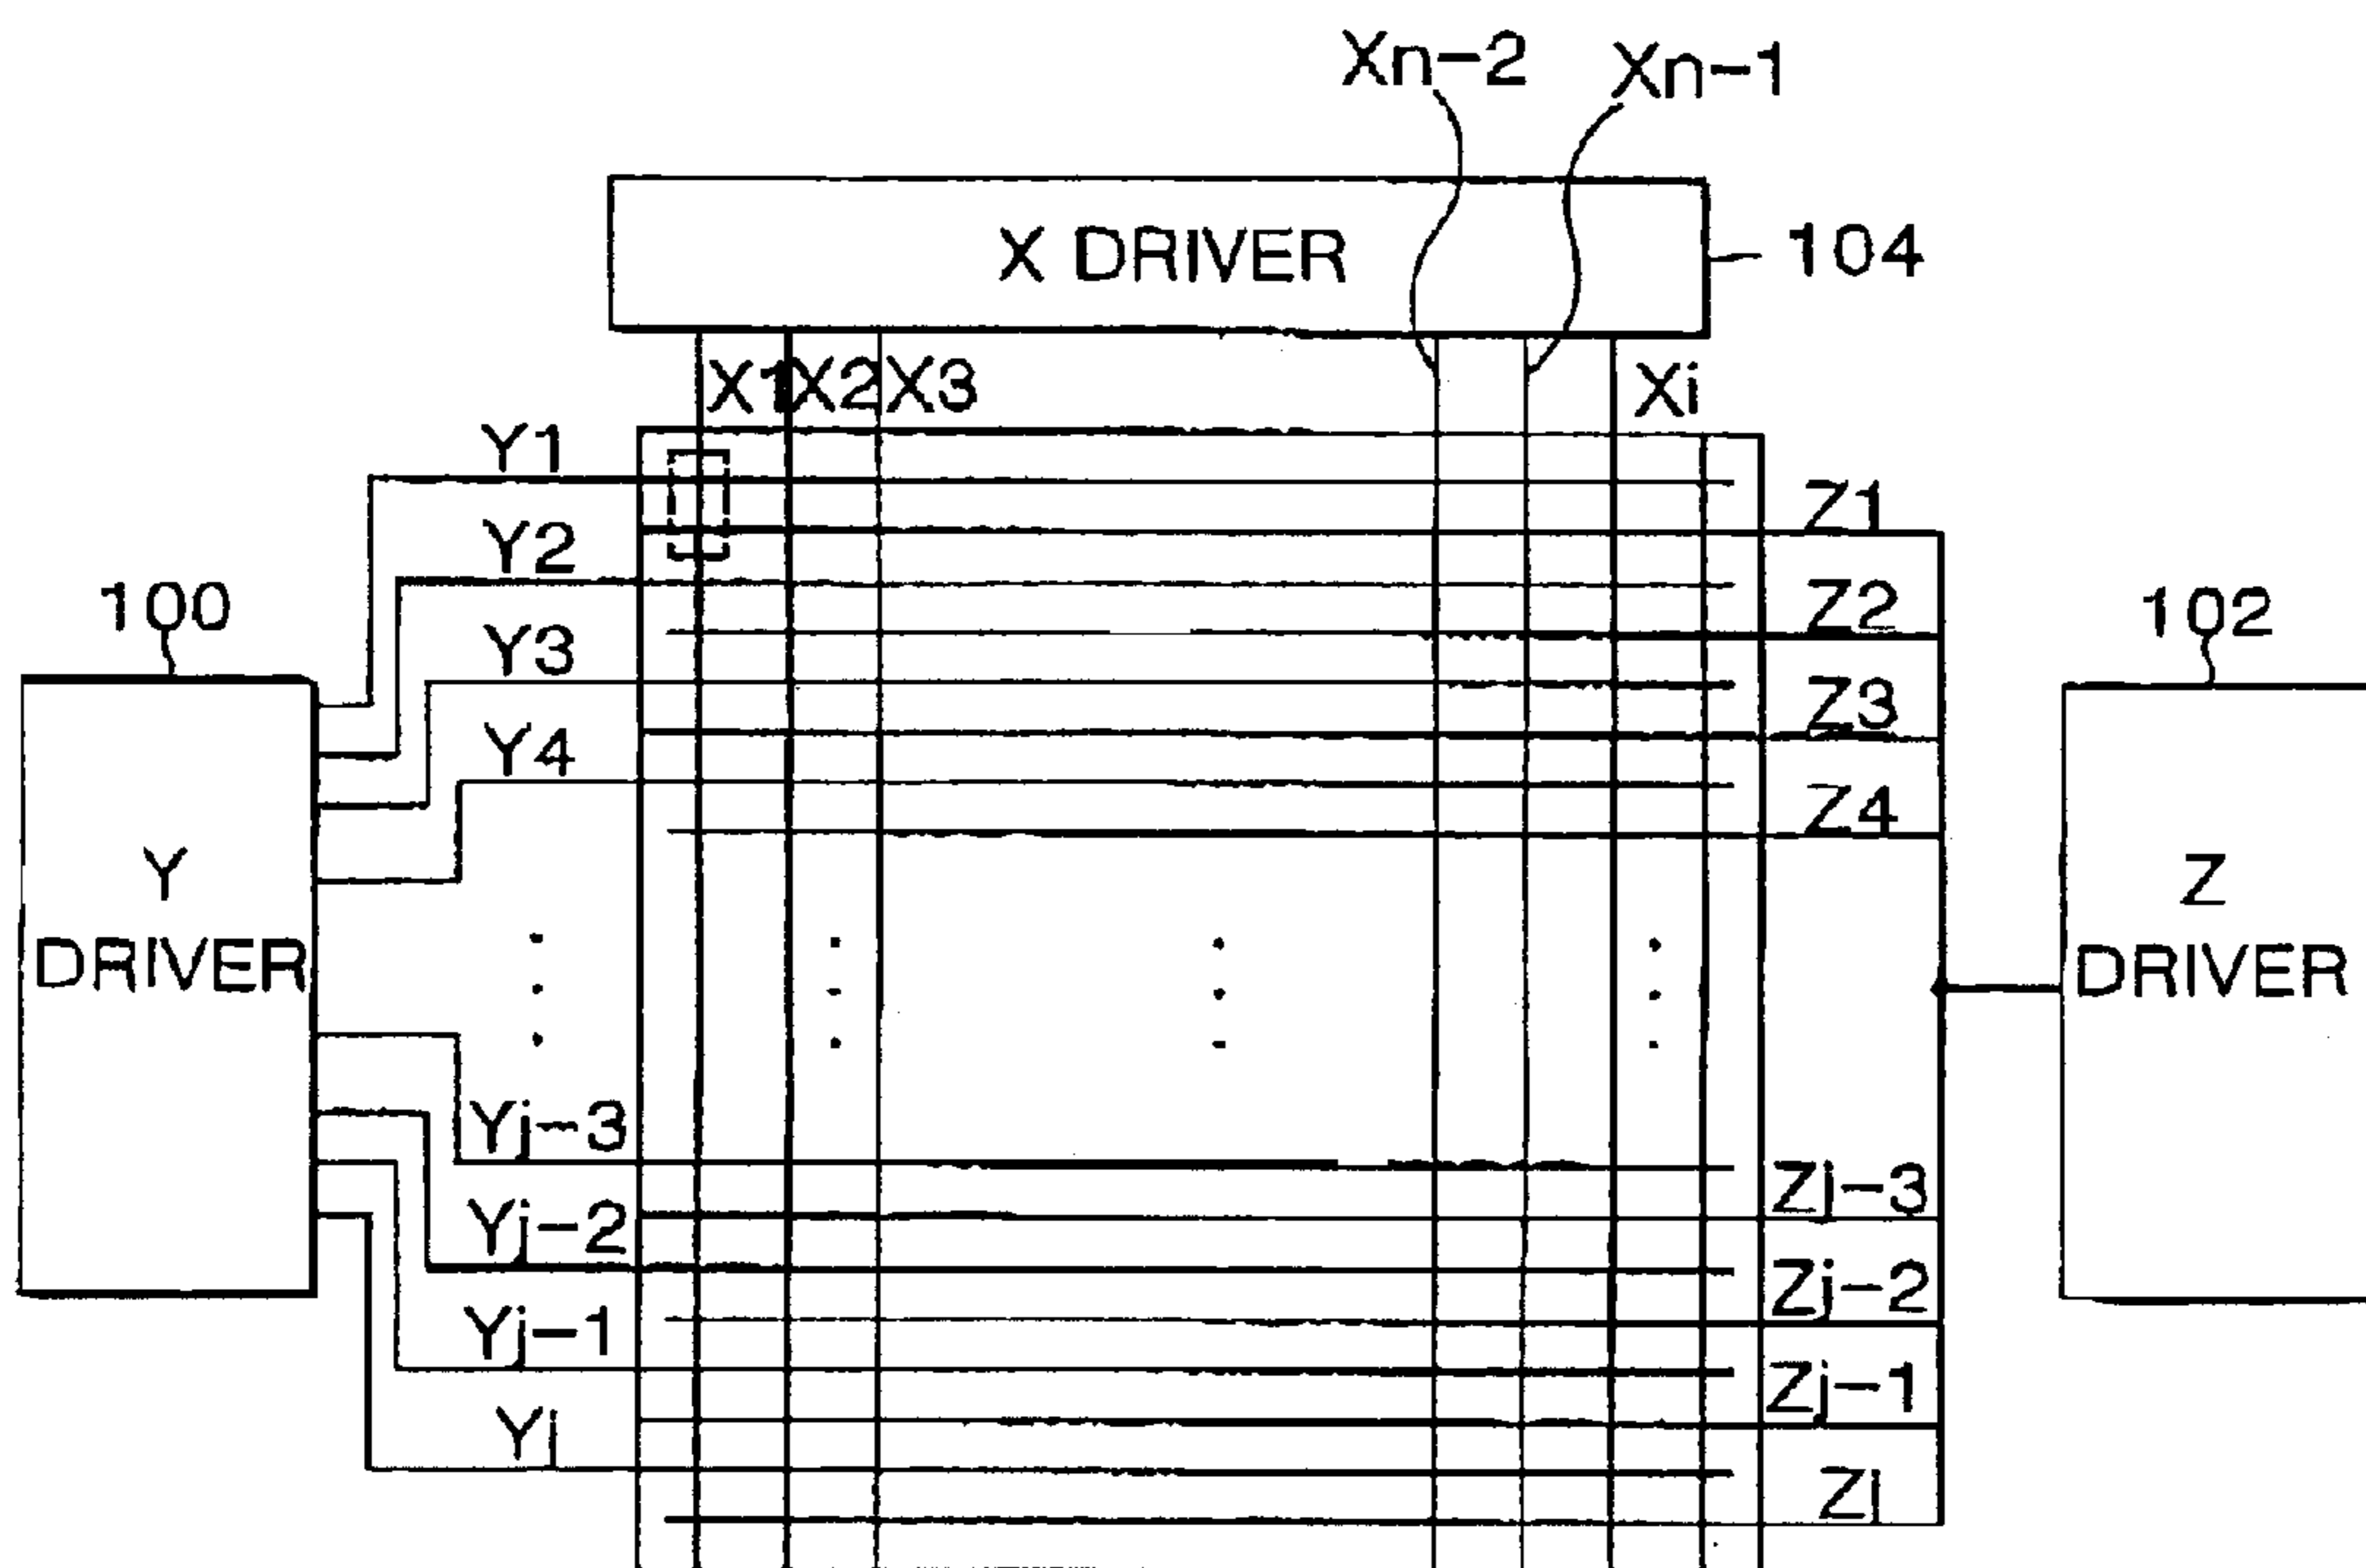 Xn-2
Xn-1
X DRIVER
104
X1
X2
X3
Xi
Y1
Z1
Y2
Z2
100
102
Y3
Z3
Y4
Z4
Y
DRIVER
Z
DRIVER
Yj-3
Zj-3
Yj-2
Zj-2
Yj-1
Zj-1
Yj
Zj